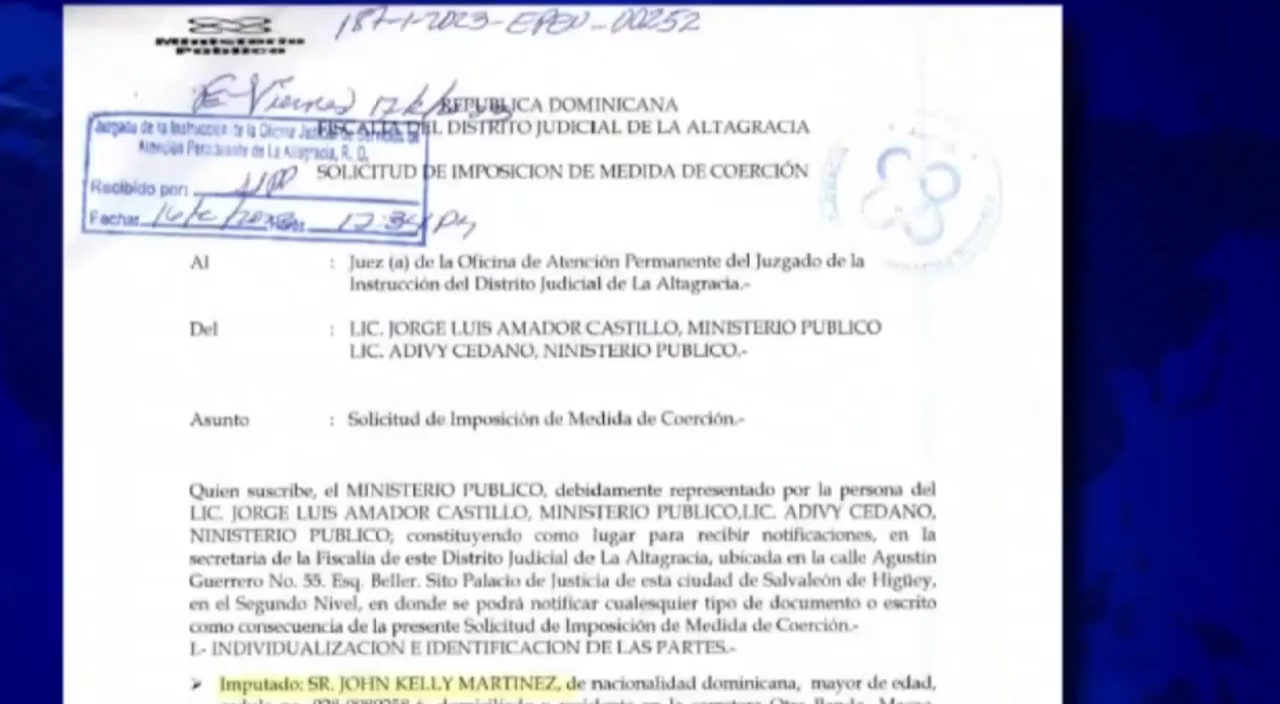 187-1-2023-EPEN-00252
Ministerio
Publico
REPUBLICA DOMINICANA
FISCALIA DEL DISTRITO JUDICIAL DE LA ALTAGRACIA
Juzgado de la Instrucción de la Oficina
Atención Permanente de La Altagracia, R. D.
SOLICITUD DE IMPOSICION DE MEDIDA DE COERCIÓN
Recibido por:
Fecha:
Al : Juez (a) de la Oficina de Atención Permanente del Juzgado de la
Instrucción del Distrito Judicial de La Altagracia.-
Del : LIC. JORGE LUIS AMADOR CASTILLO, MINISTERIO PUBLICO
LIC. ADIVY CEDANO, NINISTERIO PUBLICO.-
Asunto : Solicitud de Imposición de Medida de Coerción.-
Quien suscribe, el MINISTERIO PUBLICO, debidamente representado por la persona del
LIC. JORGE LUIS AMADOR CASTILLO, MINISTERIO PUBLICO,LIC. ADIVY CEDANO,
NINISTERIO PUBLICO; constituyendo como lugar para recibir notificaciones, en la
secretaria de la Fiscalía de este Distrito Judicial de La Altagracia, ubicada en la calle Agustín
Guerrero No. 55. Esq. Beller. Sito Palacio de Justicia de esta ciudad de Salvaleón de Higüey,
en el Segundo Nivel, en donde se podrá notificar cualesquier tipo de documento o escrito
como consecuencia de la presente Solicitud de Imposición de Medida de Coerción.-
I.- INDIVIDUALIZACION E IDENTIFICACION DE LAS PARTES.-
➤ Imputado: SR. JOHN KELLY MARTINEZ, de nacionalidad dominicana, mayor de edad,